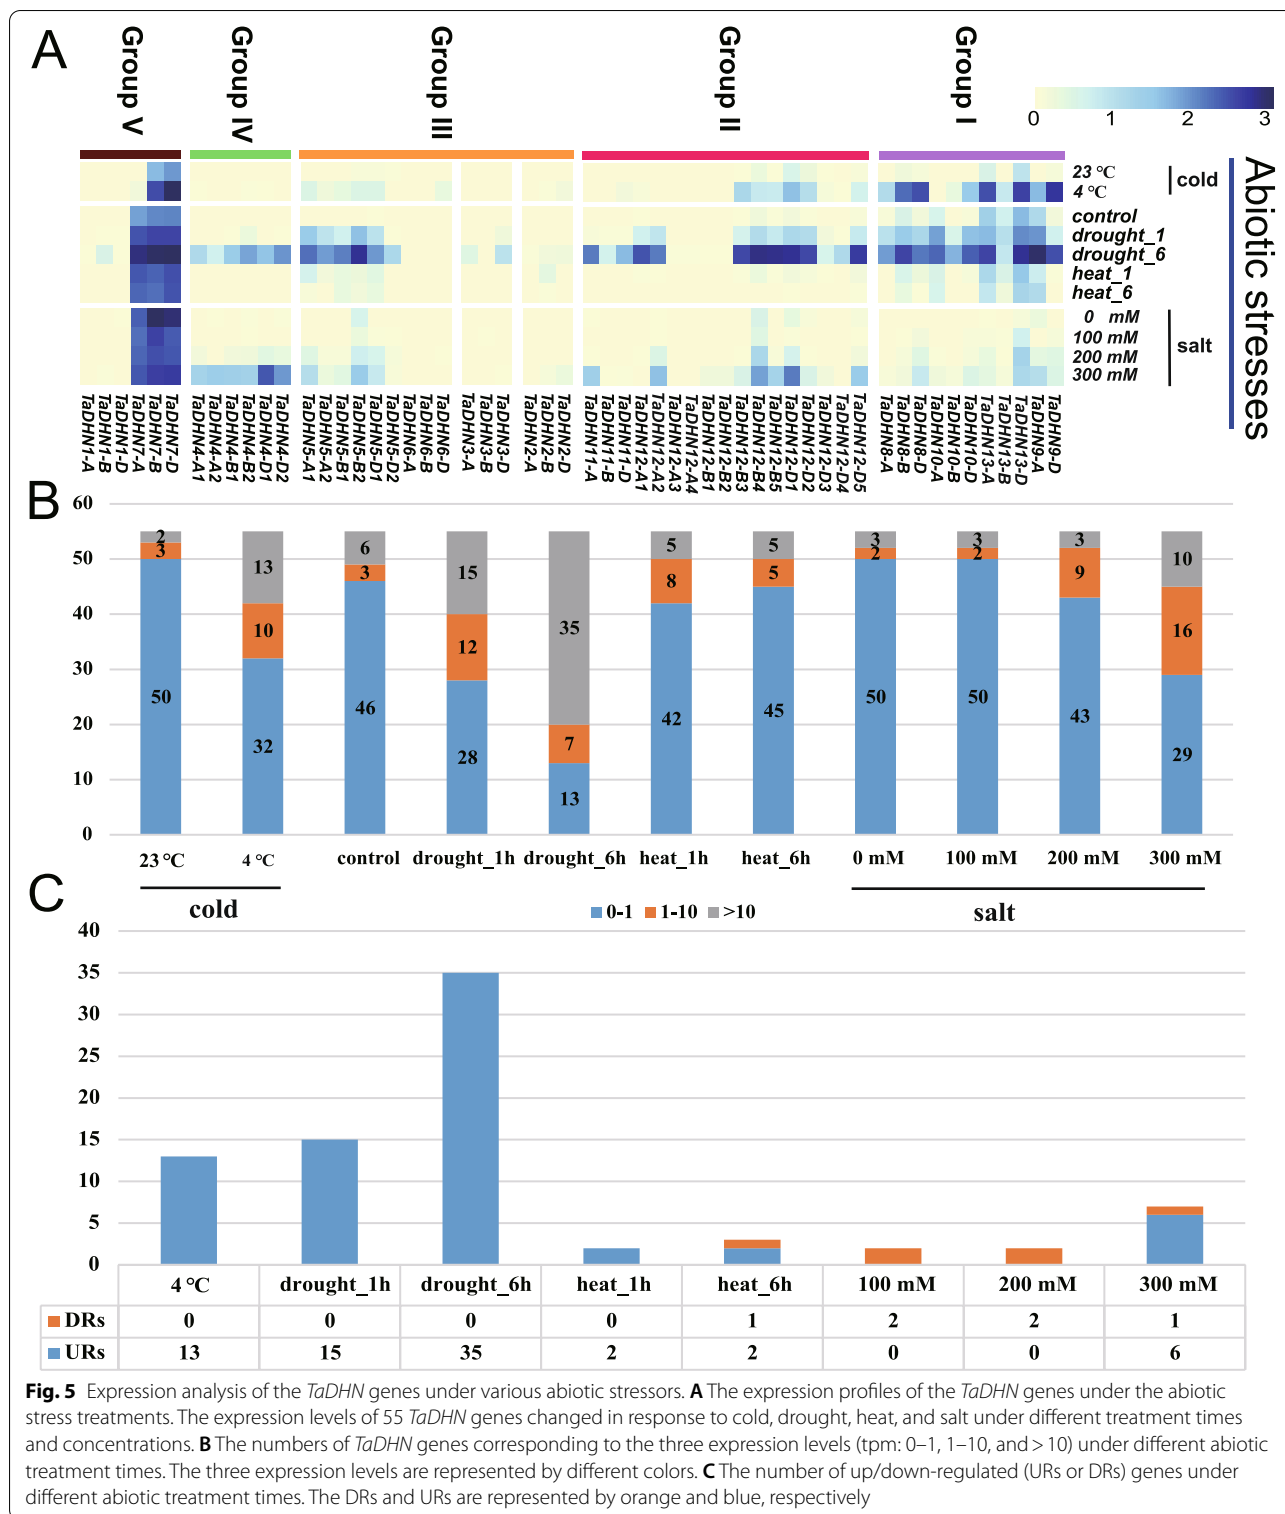 A
Group V
Group IV
Group III
Group II
Group I
0 1 2 3
23 °C
4 °C
cold
control
drought_1
drought_6
heat_1
heat_6
0 mM
100 mM
200 mM
300 mM
salt
Abiotic stresses
TaDHN1-A
TaDHN1-B
TaDHN1-D
TaDHN7-A
TaDHN7-B
TaDHN7-D
TaDHN4-A1
TaDHN4-A2
TaDHN4-B1
TaDHN4-B2
TaDHN4-D1
TaDHN4-D2
TaDHN5-A1
TaDHN5-A2
TaDHN5-B1
TaDHN5-B2
TaDHN5-D1
TaDHN5-D2
TaDHN6-A
TaDHN6-B
TaDHN6-D
TaDHN3-A
TaDHN3-B
TaDHN3-D
TaDHN2-A
TaDHN2-B
TaDHN2-D
TaDHN11-A
TaDHN11-B
TaDHN11-D
TaDHN12-A1
TaDHN12-A2
TaDHN12-A3
TaDHN12-A4
TaDHN12-B1
TaDHN12-B2
TaDHN12-B3
TaDHN12-B4
TaDHN12-B5
TaDHN12-D1
TaDHN12-D2
TaDHN12-D3
TaDHN12-D4
TaDHN12-D5
TaDHN8-A
TaDHN8-B
TaDHN8-D
TaDHN10-A
TaDHN10-B
TaDHN10-D
TaDHN13-A
TaDHN13-B
TaDHN13-D
TaDHN9-A
TaDHN9-D
B
60
50
40
30
20
10
0
2 3 50
13 10 32
6 3 46
15 12 28
35 7 13
5 8 42
5 5 45
3 2 50
3 2 50
3 9 43
10 16 29
23 °C 4 °C control drought_1h drought_6h heat_1h heat_6h 0 mM 100 mM 200 mM 300 mM
cold salt
0-1 1-10 >10
C
40
35
30
25
20
15
10
5
0
4 °C drought_1h drought_6h heat_1h heat_6h 100 mM 200 mM 300 mM
DRs 0 0 0 0 1 2 2 1
URs 13 15 35 2 2 0 0 6
Fig. 5 Expression analysis of the TaDHN genes under various abiotic stressors. A The expression profiles of the TaDHN genes under the abiotic
stress treatments. The expression levels of 55 TaDHN genes changed in response to cold, drought, heat, and salt under different treatment times
and concentrations. B The numbers of TaDHN genes corresponding to the three expression levels (tpm: 0–1, 1–10, and > 10) under different abiotic
treatment times. The three expression levels are represented by different colors. C The number of up/down-regulated (URs or DRs) genes under
different abiotic treatment times. The DRs and URs are represented by orange and blue, respectively